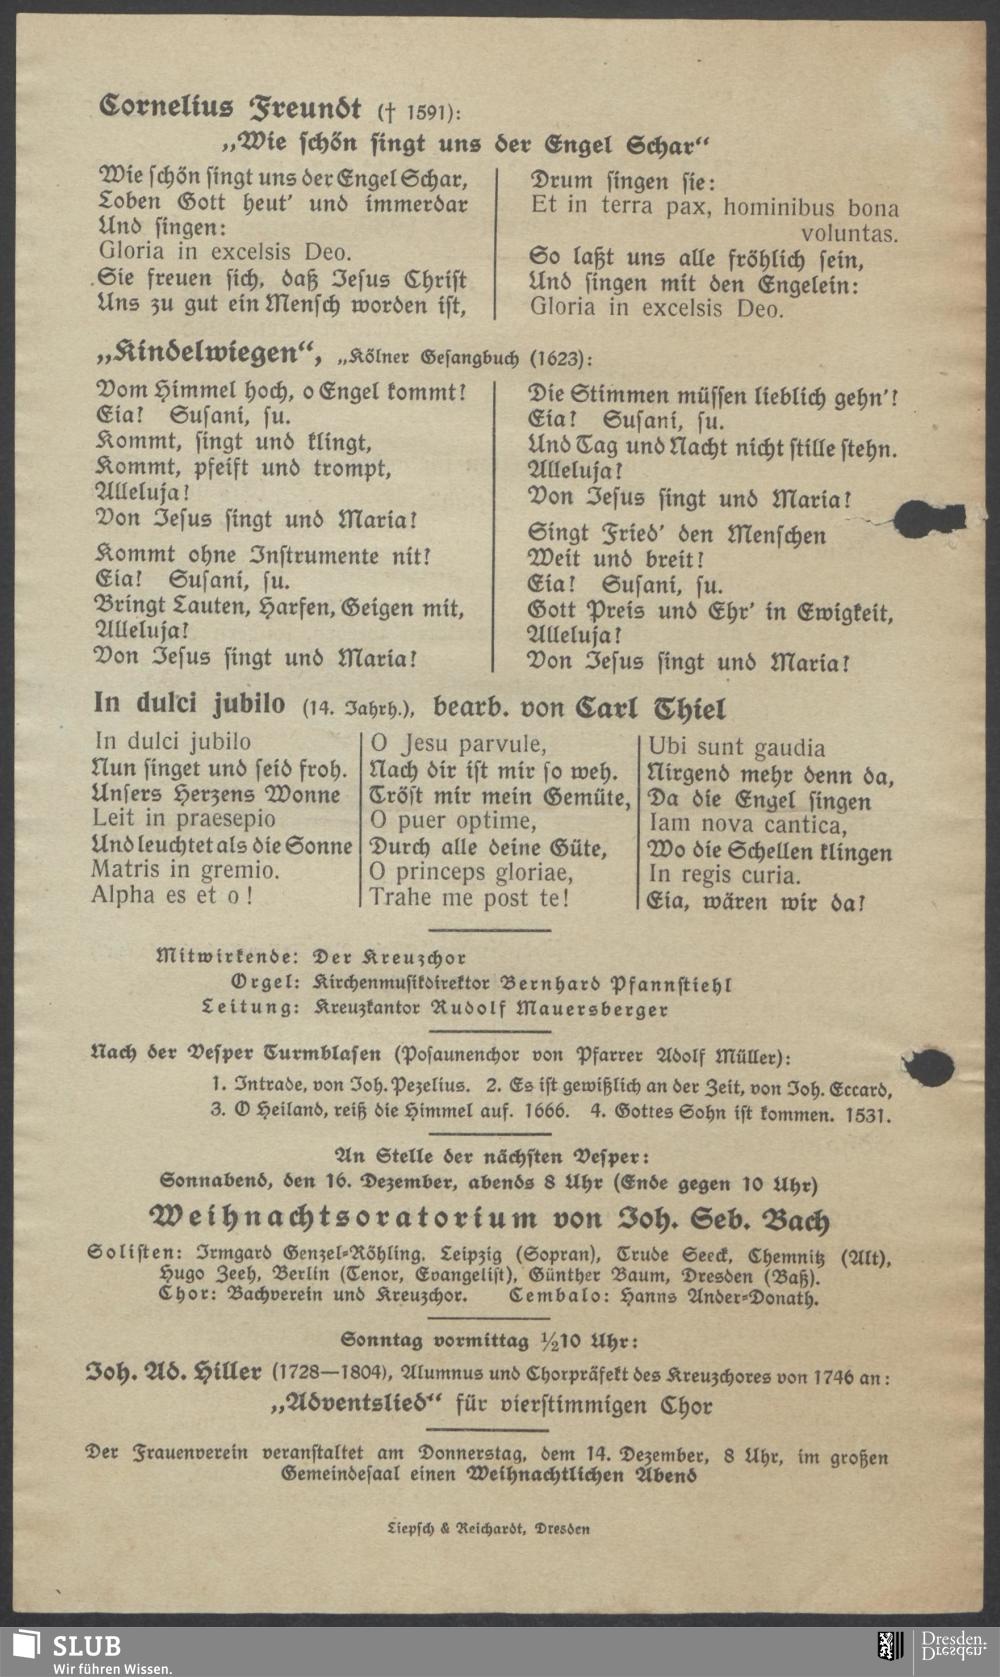 Cornelius Freundt († 1591):
„Wie schön singt uns der Engel Schar“
Wie schön singt uns der Engel Schar,
Loben Gott heut’ und immerdar
Und singen:
Gloria in excelsis Deo.
Sie freuen sich, daß Jesus Christ
Uns zu gut ein Mensch worden ist,
Drum singen sie:
Et in terra pax, hominibus bona
voluntas.
So laßt uns alle fröhlich sein,
Und singen mit den Engelein:
Gloria in excelsis Deo.
„Kindelwiegen“, „Kölner Gesangbuch (1623):
Vom Himmel hoch, o Engel kommt!
Eia! Susani, su.
Kommt, singt und klingt,
Kommt, pfeift und trompt,
Alleluja!
Von Jesus singt und Maria!
Kommt ohne Instrumente nit!
Eia! Susani, su.
Bringt Lauten, Harfen, Geigen mit,
Alleluja!
Von Jesus singt und Maria!
Die Stimmen müssen lieblich gehn’!
Eia! Susani, su.
Und Tag und Nacht nicht stille stehn.
Alleluja!
Von Jesus singt und Maria!
Singt Fried’ den Menschen
Weit und breit!
Eia! Susani, su.
Gott Preis und Ehr’ in Ewigkeit,
Alleluja!
Von Jesus singt und Maria!
In dulci jubilo (14. Jahrh.), bearb. von Carl Thiel
In dulci jubilo
Nun singet und seid froh.
Unsers Herzens Wonne
Leit in praesepio
Und leuchtet als die Sonne
Matris in gremio.
Alpha es et o!
O Jesu parvule,
Nach dir ist mir so weh.
Tröst mir mein Gemüte,
O puer optime,
Durch alle deine Güte,
O princeps gloriae,
Trahe me post te!
Ubi sunt gaudia
Nirgend mehr denn da,
Da die Engel singen
Iam nova cantica,
Wo die Schellen klingen
In regis curia.
Eia, wären wir da!
Mitwirkende: Der Kreuzchor
Orgel: Kirchenmusikdirektor Bernhard Pfannstiehl
Leitung: Kreuzkantor Rudolf Mauersberger
Nach der Vesper Turmblasen (Posaunenchor von Pfarrer Adolf Müller):
1. Intrade, von Joh. Pezelius. 2. Es ist gewißlich an der Zeit, von Joh. Eccard,
3. O Heiland, reiß die Himmel auf. 1666. 4. Gottes Sohn ist kommen. 1531.
An Stelle der nächsten Vesper:
Sonnabend, den 16. Dezember, abends 8 Uhr (Ende gegen 10 Uhr)
Weihnachtsoratorium von Joh. Seb. Bach
Solisten: Irmgard Genzel-Röhling, Leipzig (Sopran), Trude Seeck, Chemnitz (Alt),
Hugo Zeeh, Berlin (Tenor, Evangelist), Günther Baum, Dresden (Baß).
Chor: Bachverein und Kreuzchor. Cembalo: Hanns Ander-Donath.
Sonntag vormittag ½10 Uhr:
Joh. Ad. Hiller (1728—1804), Alumnus und Chorpräfekt des Kreuzchores von 1746 an:
„Adventslied“ für vierstimmigen Chor
Der Frauenverein veranstaltet am Donnerstag, dem 14. Dezember, 8 Uhr, im großen
Gemeindesaal einen Weihnachtlichen Abend
Liepsch & Reichardt, Dresden
SLUB
Wir führen Wissen.
Dresden.
Dresden.